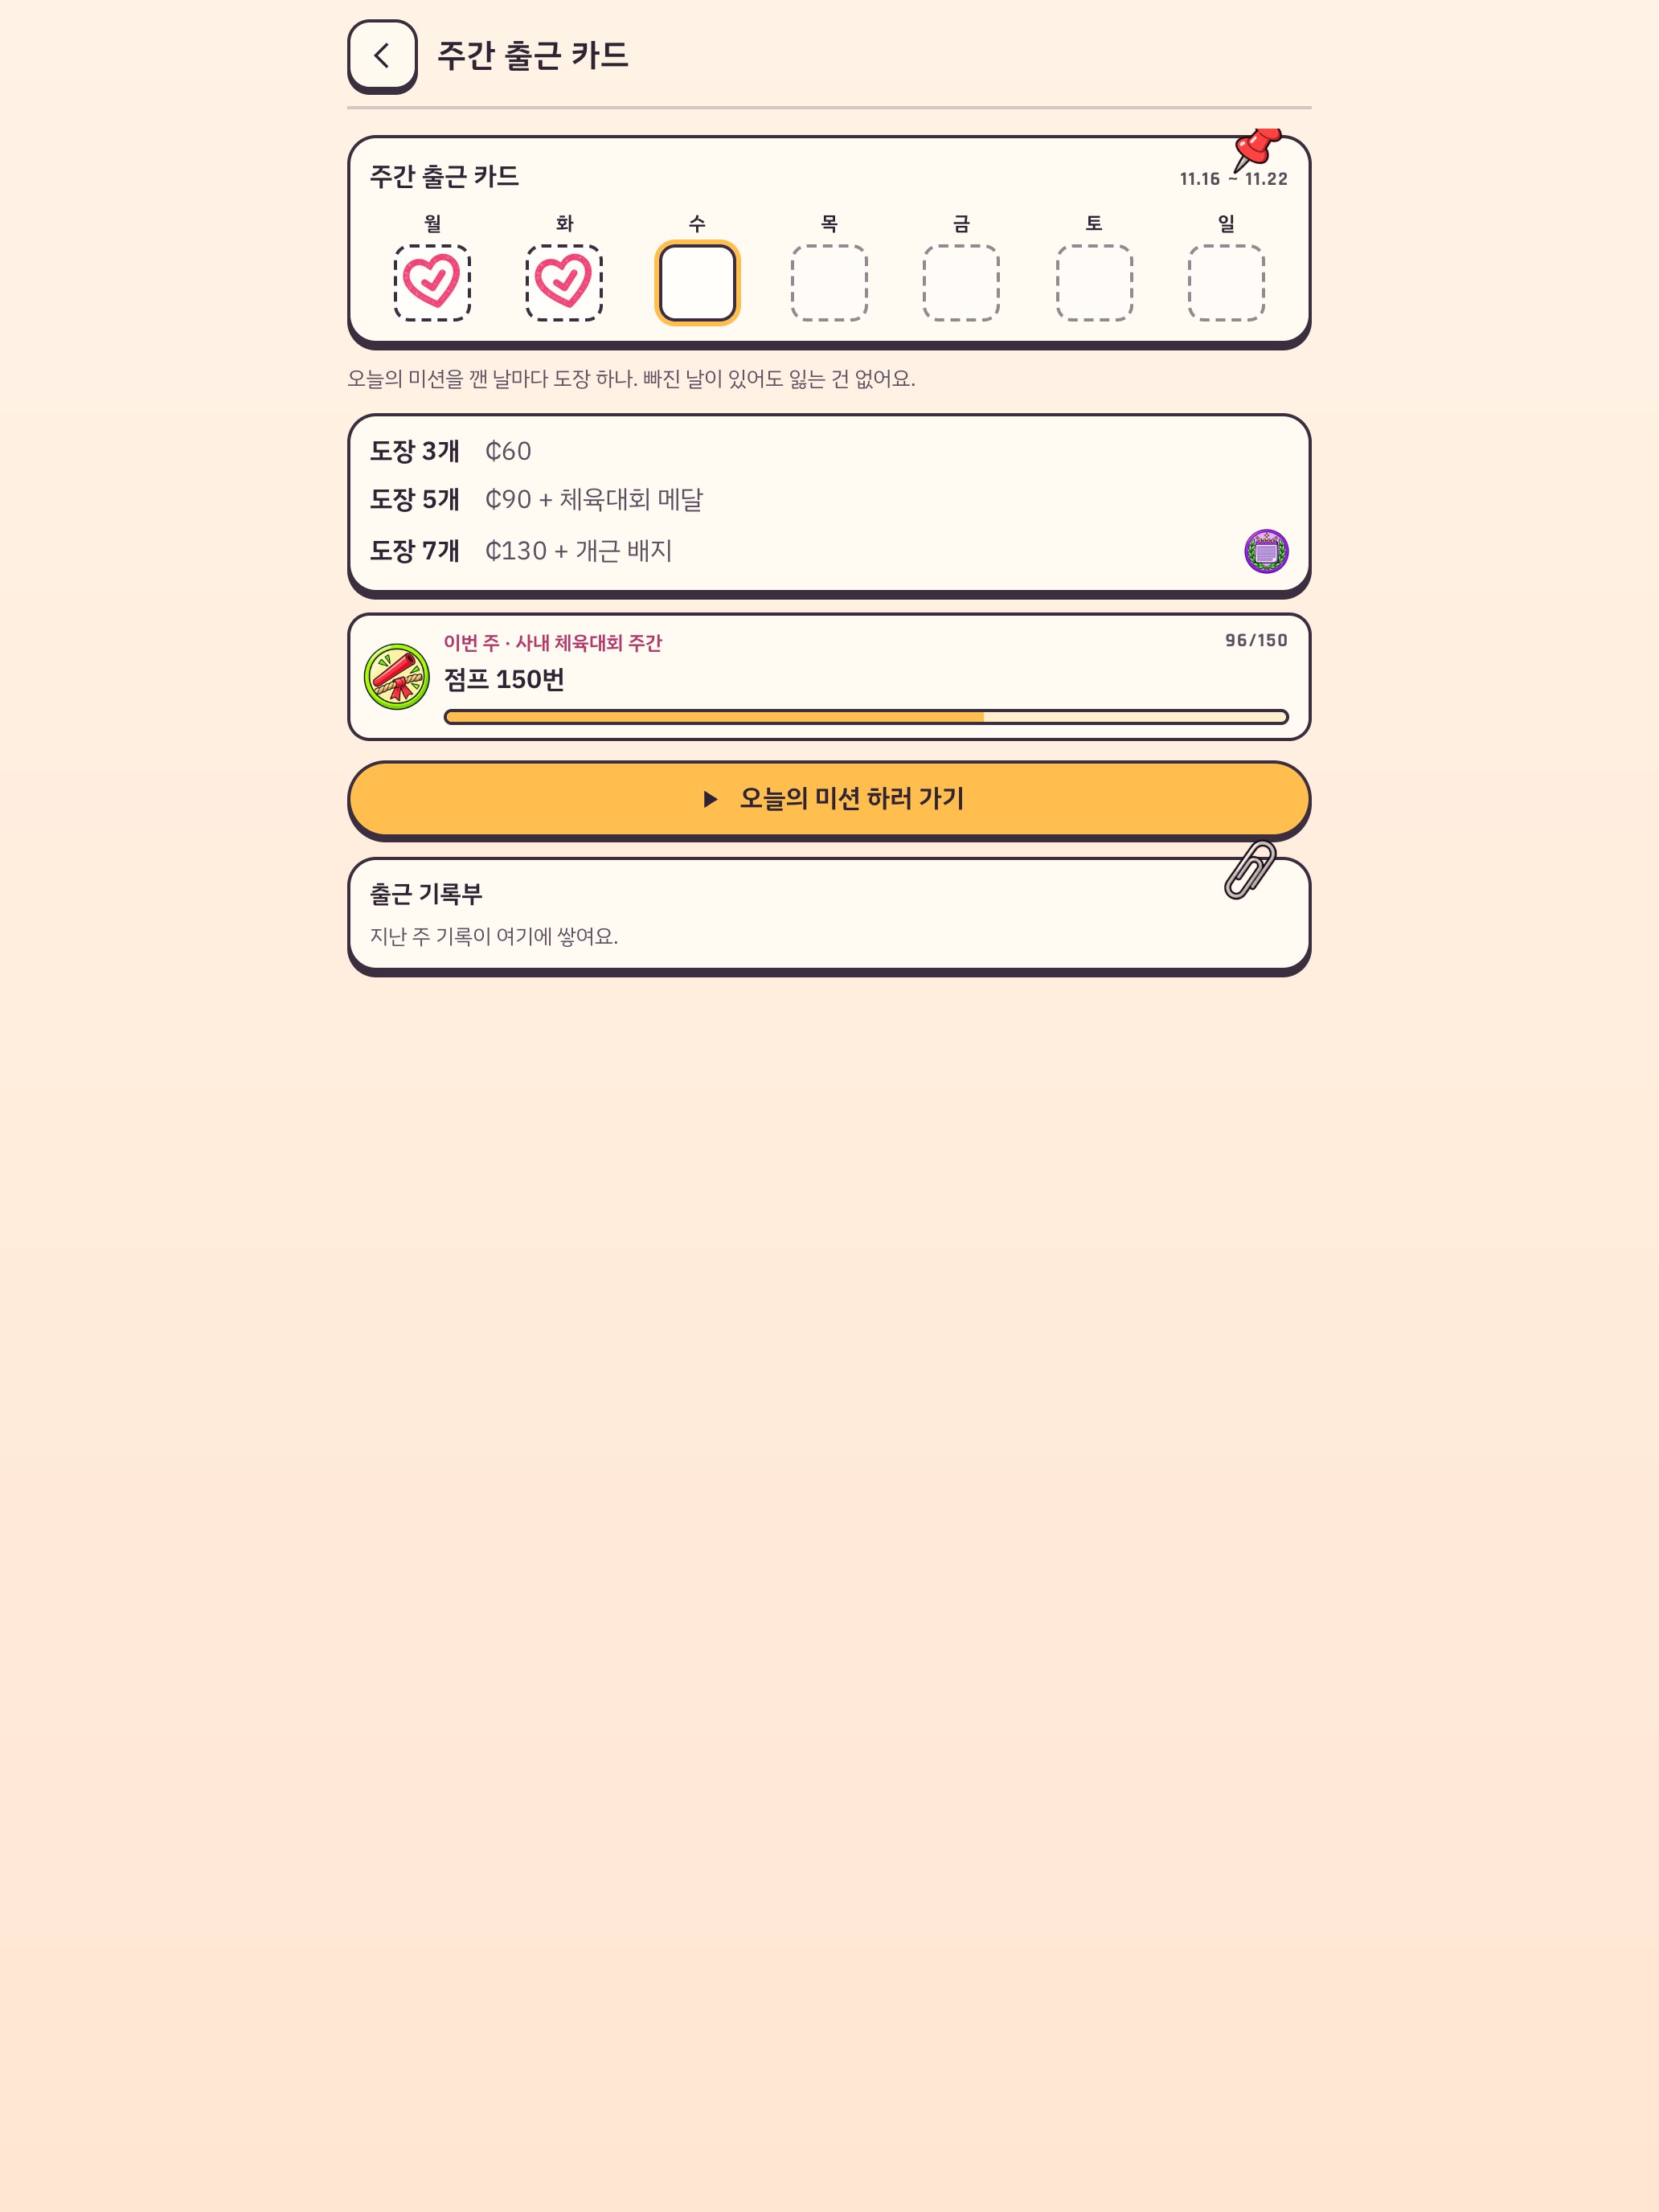 주간 출근 카드
주간 출근 카드
11.16 ~ 11.22
월 화 수 목 금 토 일
오늘의 미션을 깬 날마다 도장 하나. 빠진 날이 있어도 잃는 건 없어요.
도장 3개 ₵60
도장 5개 ₵90 + 체육대회 메달
도장 7개 ₵130 + 개근 배지
이번 주 · 사내 체육대회 주간
96/150
점프 150번
오늘의 미션 하러 가기
출근 기록부
지난 주 기록이 여기에 쌓여요.